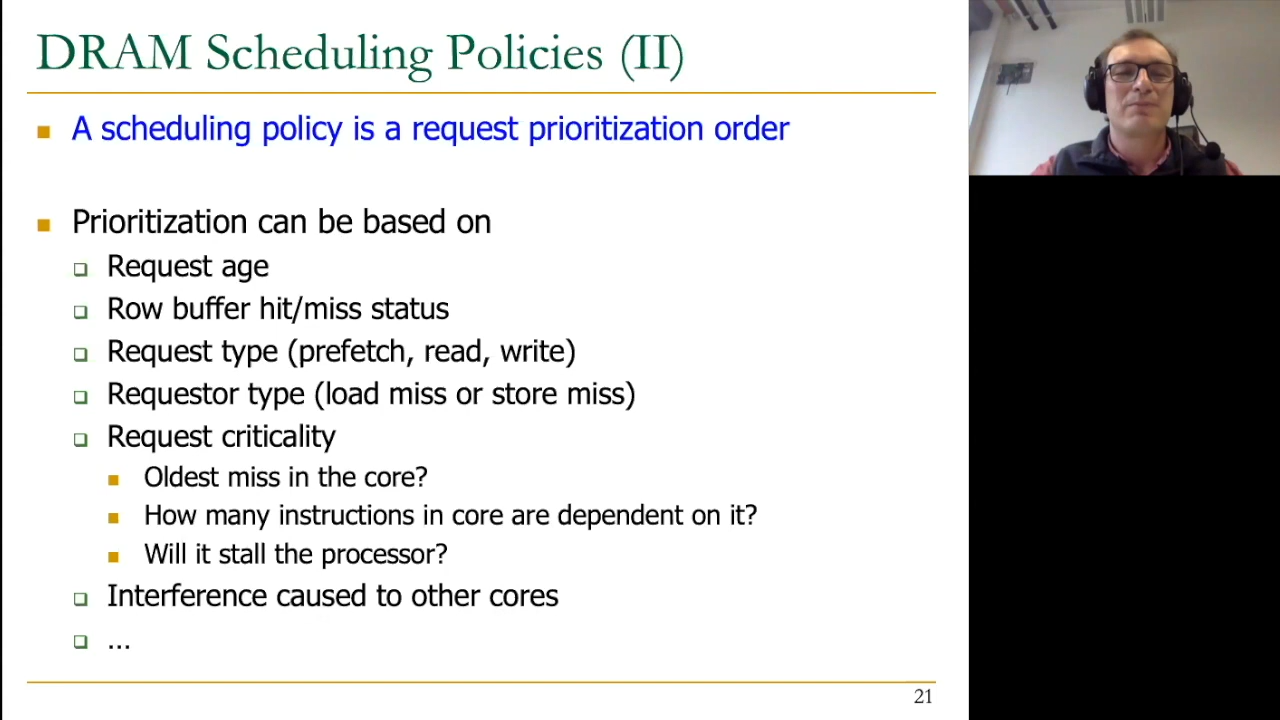 DRAM Scheduling Policies (II)
A scheduling policy is a request prioritization order
Prioritization can be based on
Request age
Row buffer hit/miss status
Request type (prefetch, read, write)
Requestor type (load miss or store miss)
Request criticality
Oldest miss in the core?
How many instructions in core are dependent on it?
Will it stall the processor?
Interference caused to other cores
...
21